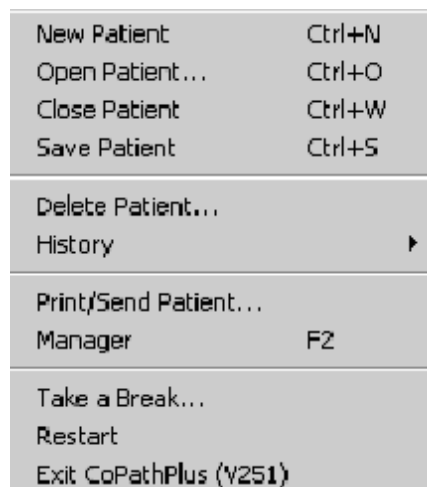 New Patient Ctrl+N
Open Patient... Ctrl+O
Close Patient Ctrl+W
Save Patient Ctrl+S
Delete Patient...
History
Print/Send Patient...
Manager F2
Take a Break...
Restart
Exit CoPathPlus (V251)